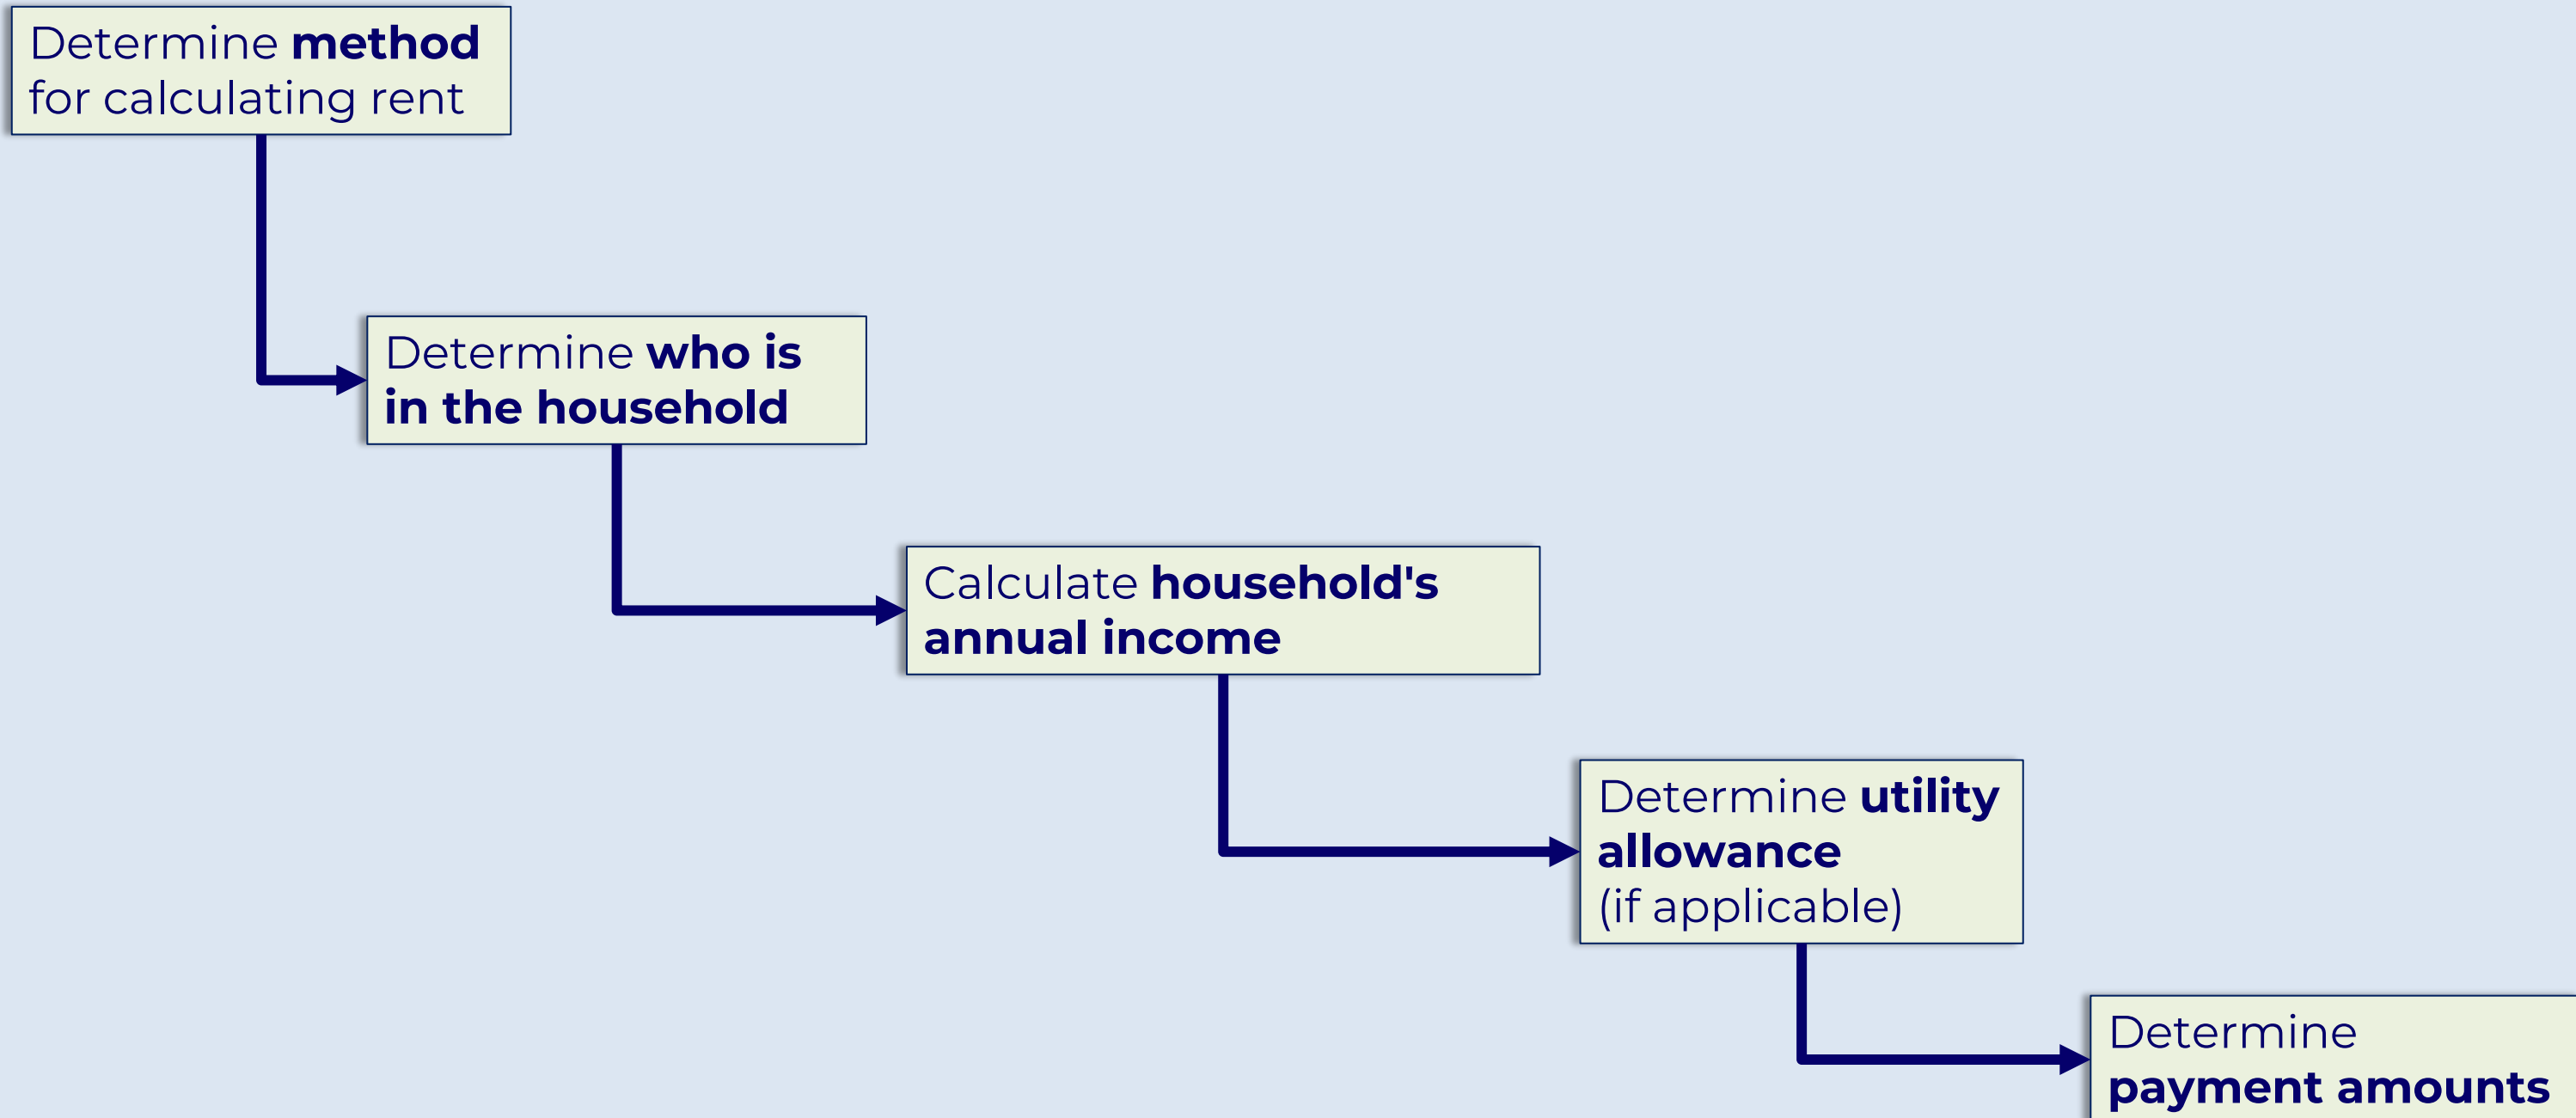 Determine method
for calculating rent
Determine who is
in the household
Calculate household's
annual income
Determine utility
allowance
(if applicable)
Determine
payment amounts